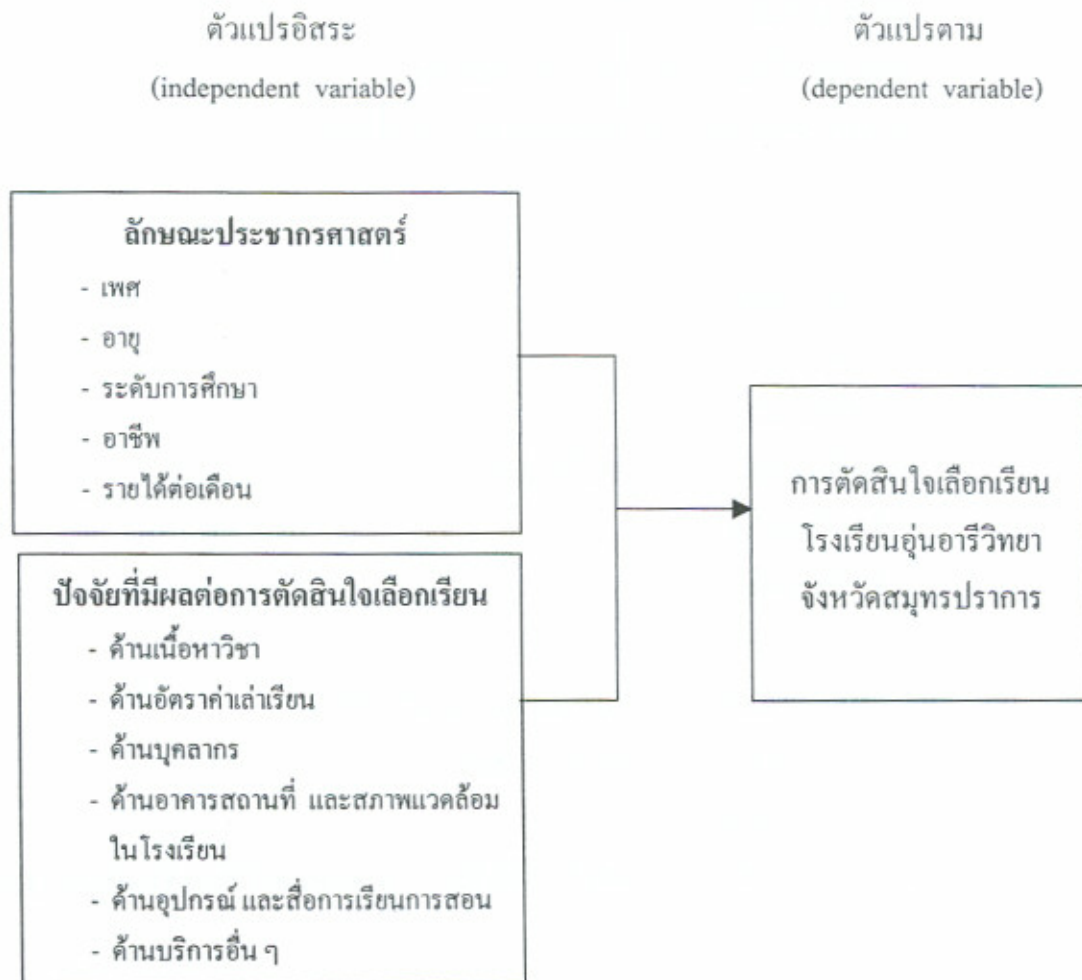 ตัวแปรอิสระ
(independent variable)
ตัวแปรตาม
(dependent variable)
ลักษณะประชากรศาสตร์
- เพศ
- อายุ
- ระดับการศึกษา
- อาชีพ
- รายได้ต่อเดือน
ปัจจัยที่มีผลต่อการตัดสินใจเลือกเรียน
- ด้านเนื้อหาวิชา
- ด้านอัตราค่าเล่าเรียน
- ด้านบุคลากร
- ด้านอาคารสถานที่ และสภาพแวดล้อม
ในโรงเรียน
- ด้านอุปกรณ์ และสื่อการเรียนการสอน
- ด้านบริการอื่น ๆ
การตัดสินใจเลือกเรียน
โรงเรียนอุ่นอารีวิทยา
จังหวัดสมุทรปราการ